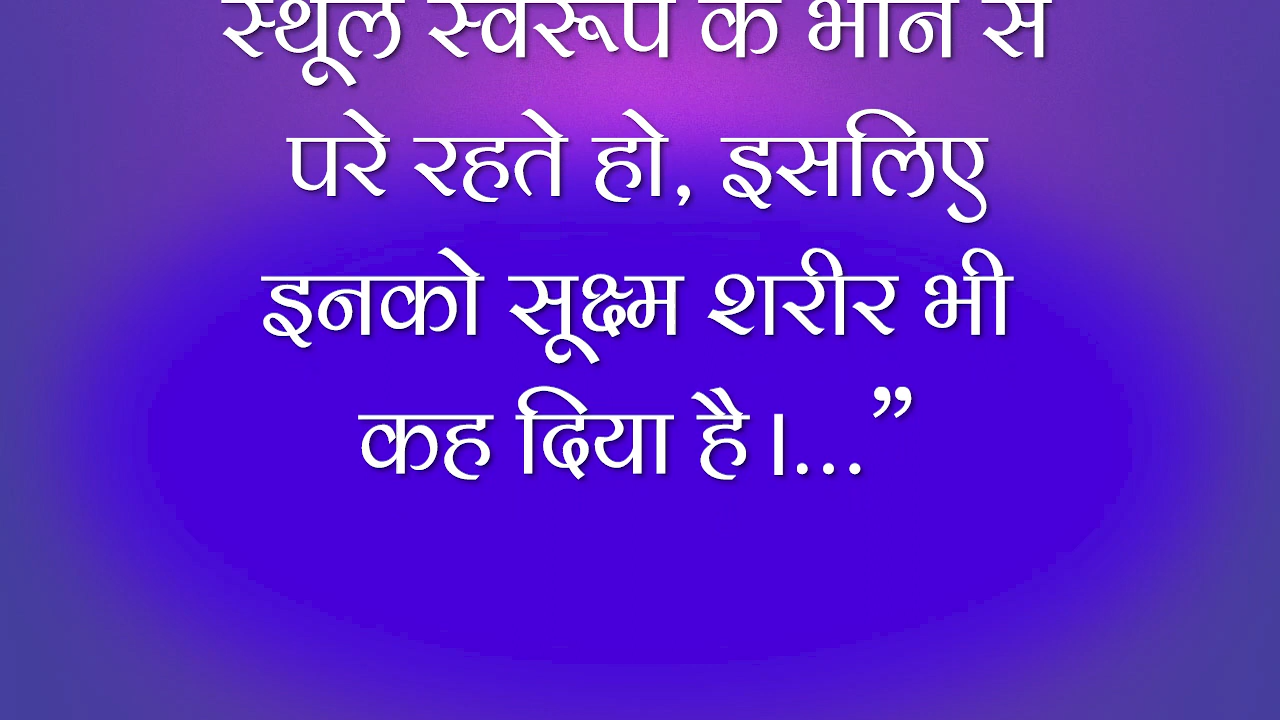 स्थूल स्वरूप के भान से
परे रहते हो, इसलिए
इनको सूक्ष्म शरीर भी
कह दिया है।...”